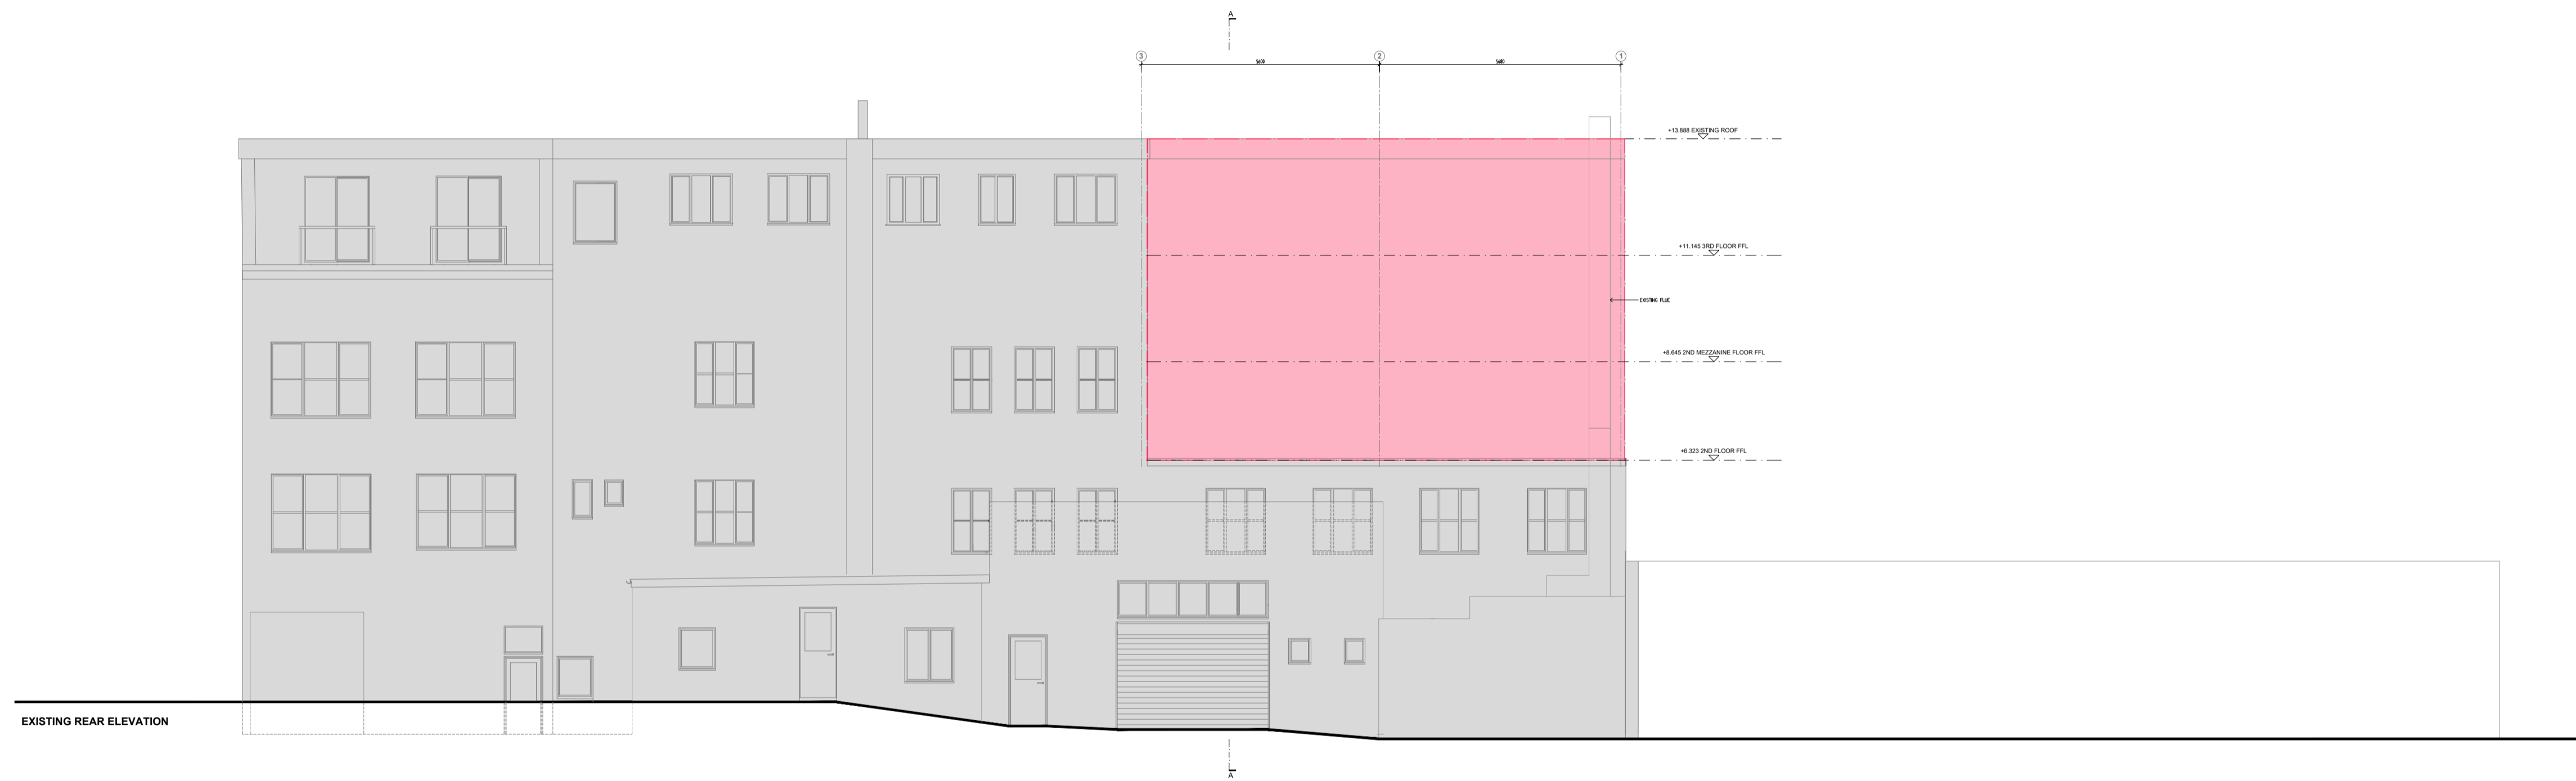 A
3
2
1
5600
5680
+13.888 EXISTING ROOF
+11.145 3RD FLOOR FFL
EXISTING FLUE
+8.645 2ND MEZZANINE FLOOR FFL
+6.323 2ND FLOOR FFL
EXISTING REAR ELEVATION
A